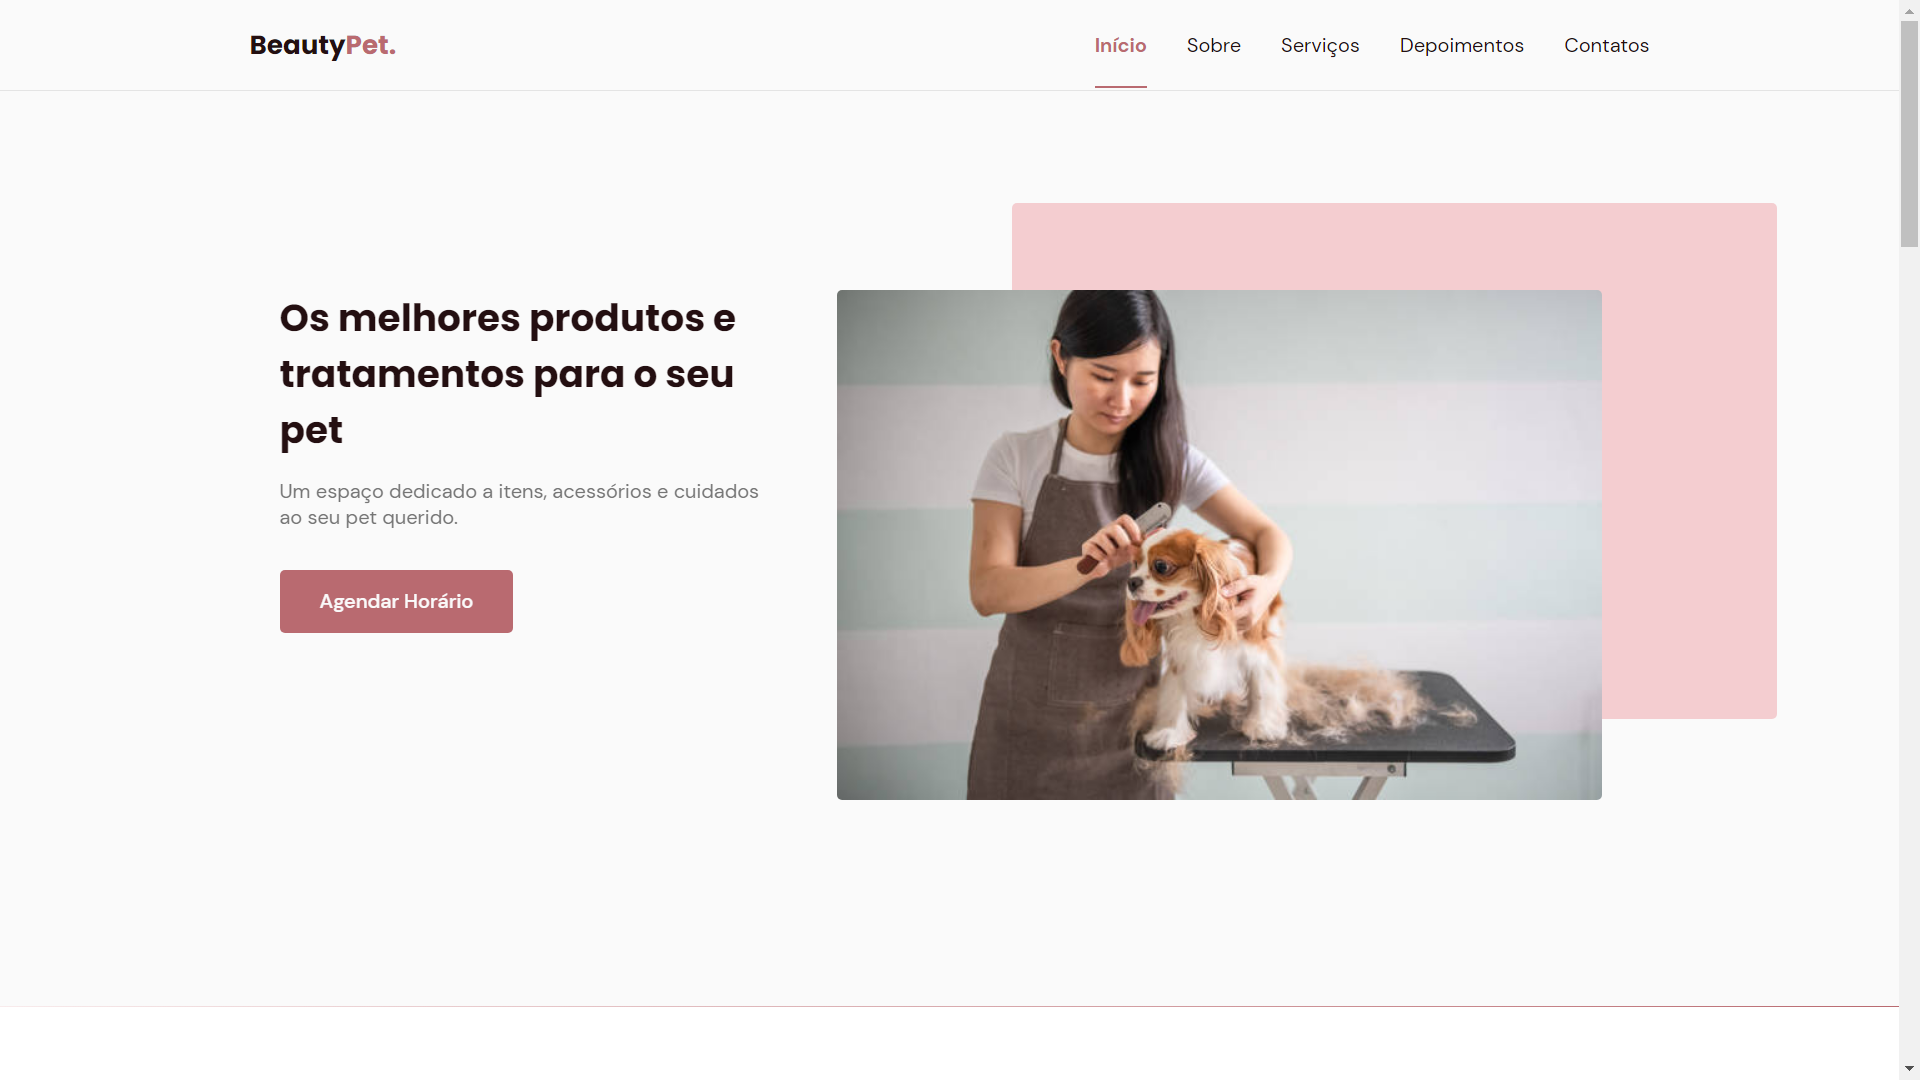 BeautyPet.
Início
Sobre
Serviços
Depoimentos
Contatos
Os melhores produtos e
tratamentos para o seu
pet
Um espaço dedicado a itens, acessórios e cuidados
ao seu pet querido.
Agendar Horário